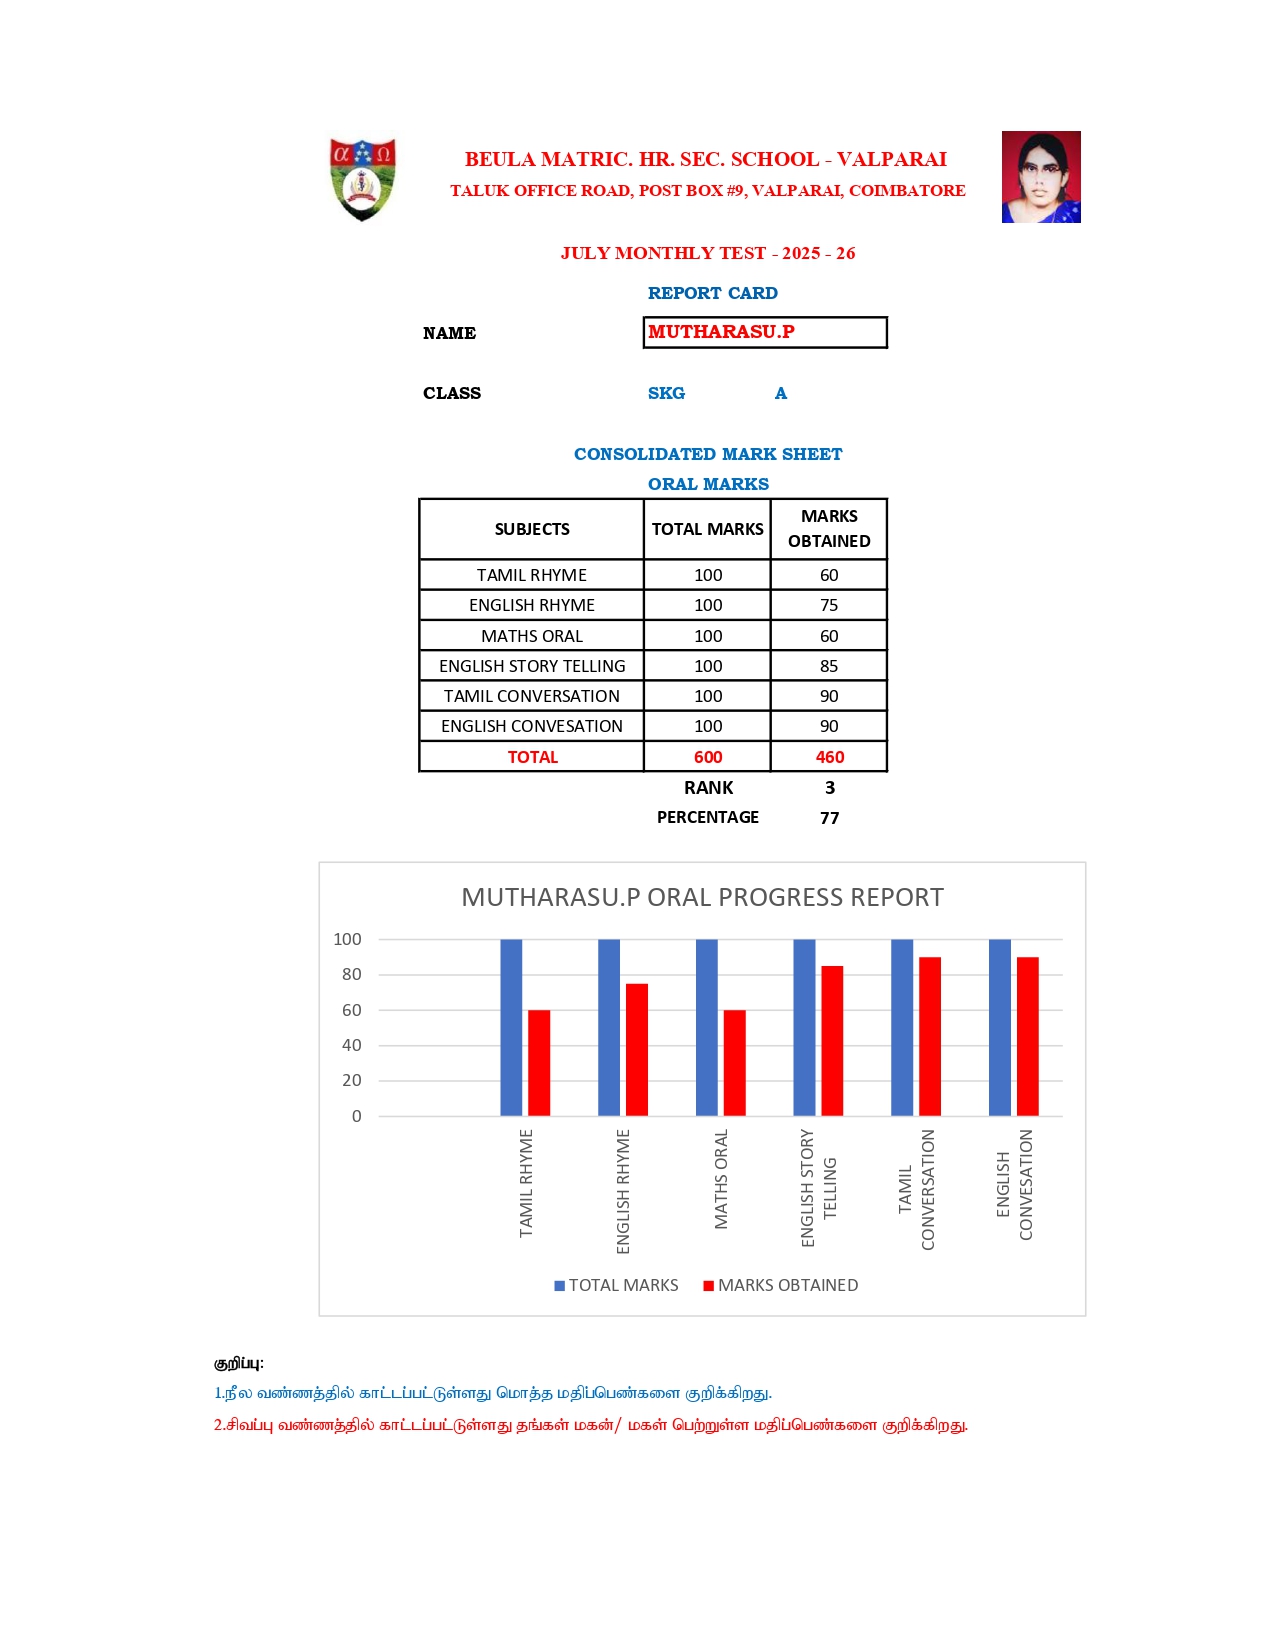 α Ω
BEULA MATRIC. HR. SEC. SCHOOL - VALPARAI
TALUK OFFICE ROAD, POST BOX #9, VALPARAI, COIMBATORE
JULY MONTHLY TEST - 2025 - 26
REPORT CARD
NAME MUTHARASU.P
CLASS SKG A
CONSOLIDATED MARK SHEET
ORAL MARKS
SUBJECTS TOTAL MARKS MARKS OBTAINED
TAMIL RHYME 100 60
ENGLISH RHYME 100 75
MATHS ORAL 100 60
ENGLISH STORY TELLING 100 85
TAMIL CONVERSATION 100 90
ENGLISH CONVESATION 100 90
TOTAL 600 460
RANK 3
PERCENTAGE 77
MUTHARASU.P ORAL PROGRESS REPORT
100
80
60
40
20
0
TAMIL RHYME
ENGLISH RHYME
MATHS ORAL
ENGLISH STORY TELLING
TAMIL CONVERSATION
ENGLISH CONVESATION
TOTAL MARKS MARKS OBTAINED
குறிப்பு:
1.நீல வண்ணத்தில் காட்டப்பட்டுள்ளது மொத்த மதிப்பெண்களை குறிக்கிறது.
2.சிவப்பு வண்ணத்தில் காட்டப்பட்டுள்ளது தங்கள் மகன்/ மகள் பெற்றுள்ள மதிப்பெண்களை குறிக்கிறது.